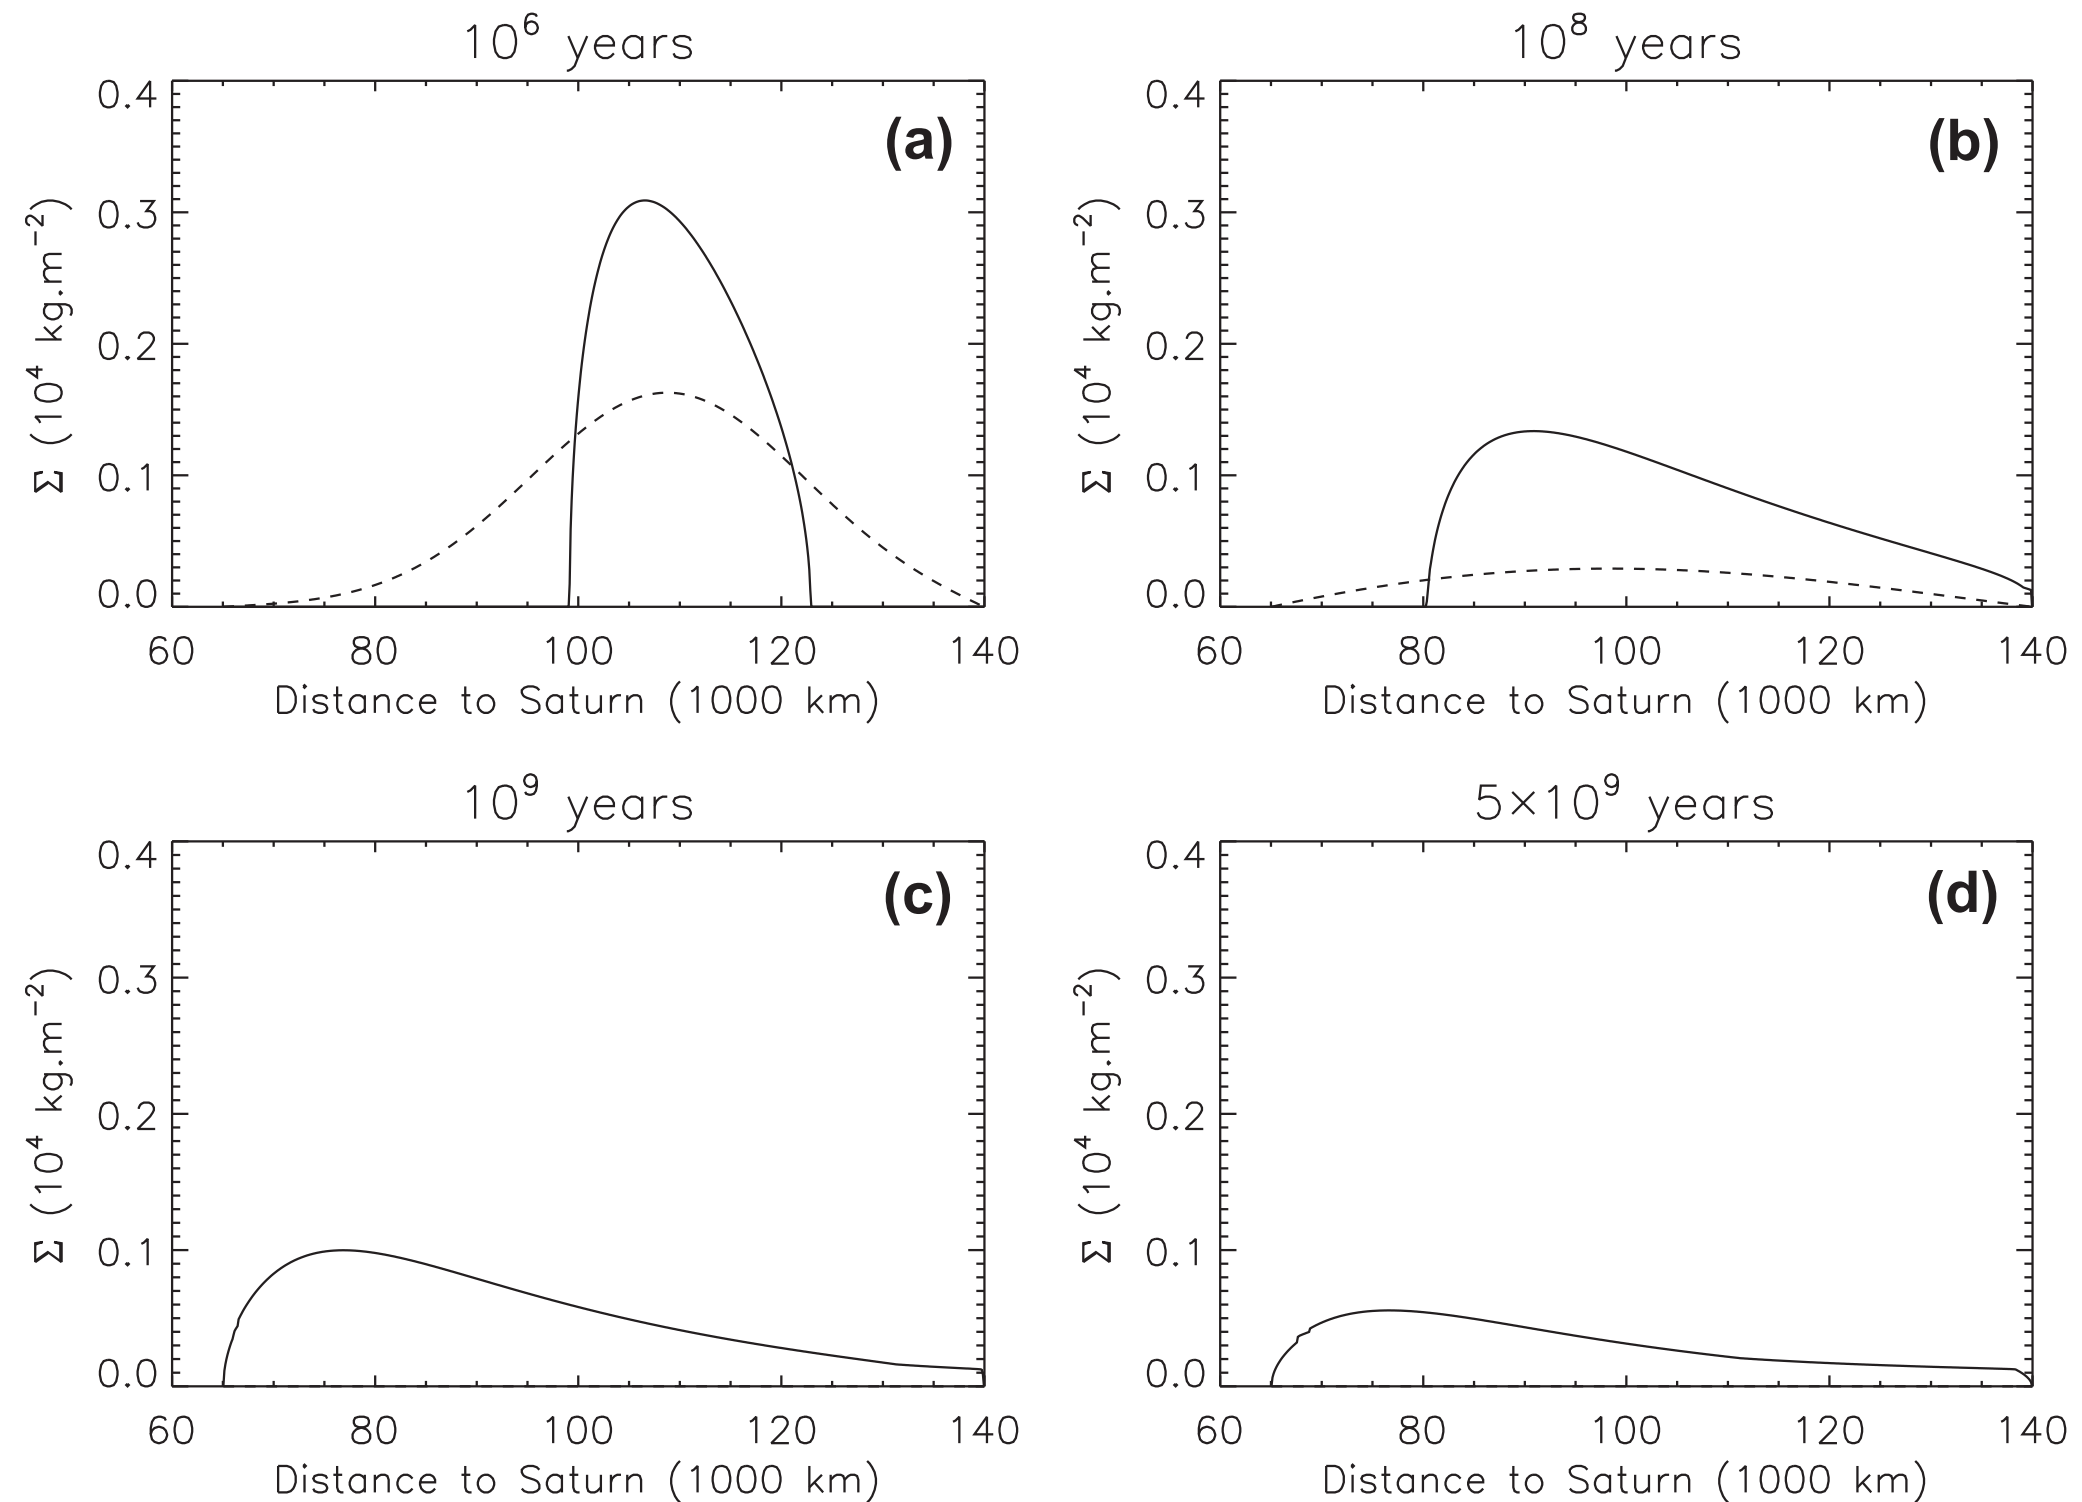 10⁶ years
(a)
0.4
0.3
0.2
0.1
0.0
Σ (10⁴ kg.m⁻²)
60 80 100 120 140
Distance to Saturn (1000 km)
10⁸ years
(b)
0.4
0.3
0.2
0.1
0.0
Σ (10⁴ kg.m⁻²)
60 80 100 120 140
Distance to Saturn (1000 km)
10⁹ years
(c)
0.4
0.3
0.2
0.1
0.0
Σ (10⁴ kg.m⁻²)
60 80 100 120 140
Distance to Saturn (1000 km)
5×10⁹ years
(d)
0.4
0.3
0.2
0.1
0.0
Σ (10⁴ kg.m⁻²)
60 80 100 120 140
Distance to Saturn (1000 km)